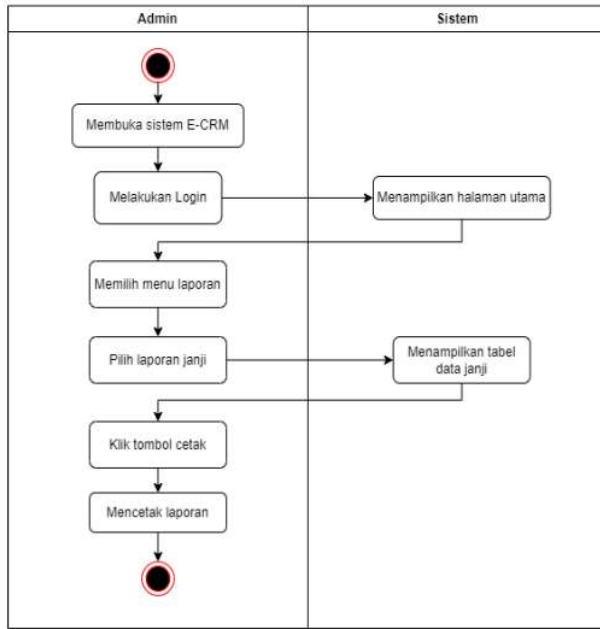 Admin
Sistem
Membuka sistem E-CRM
Melakukan Login
Menampilkan halaman utama
Memilih menu laporan
Pilih laporan janji
Menampilkan tabel
data janji
Klik tombol cetak
Mencetak laporan